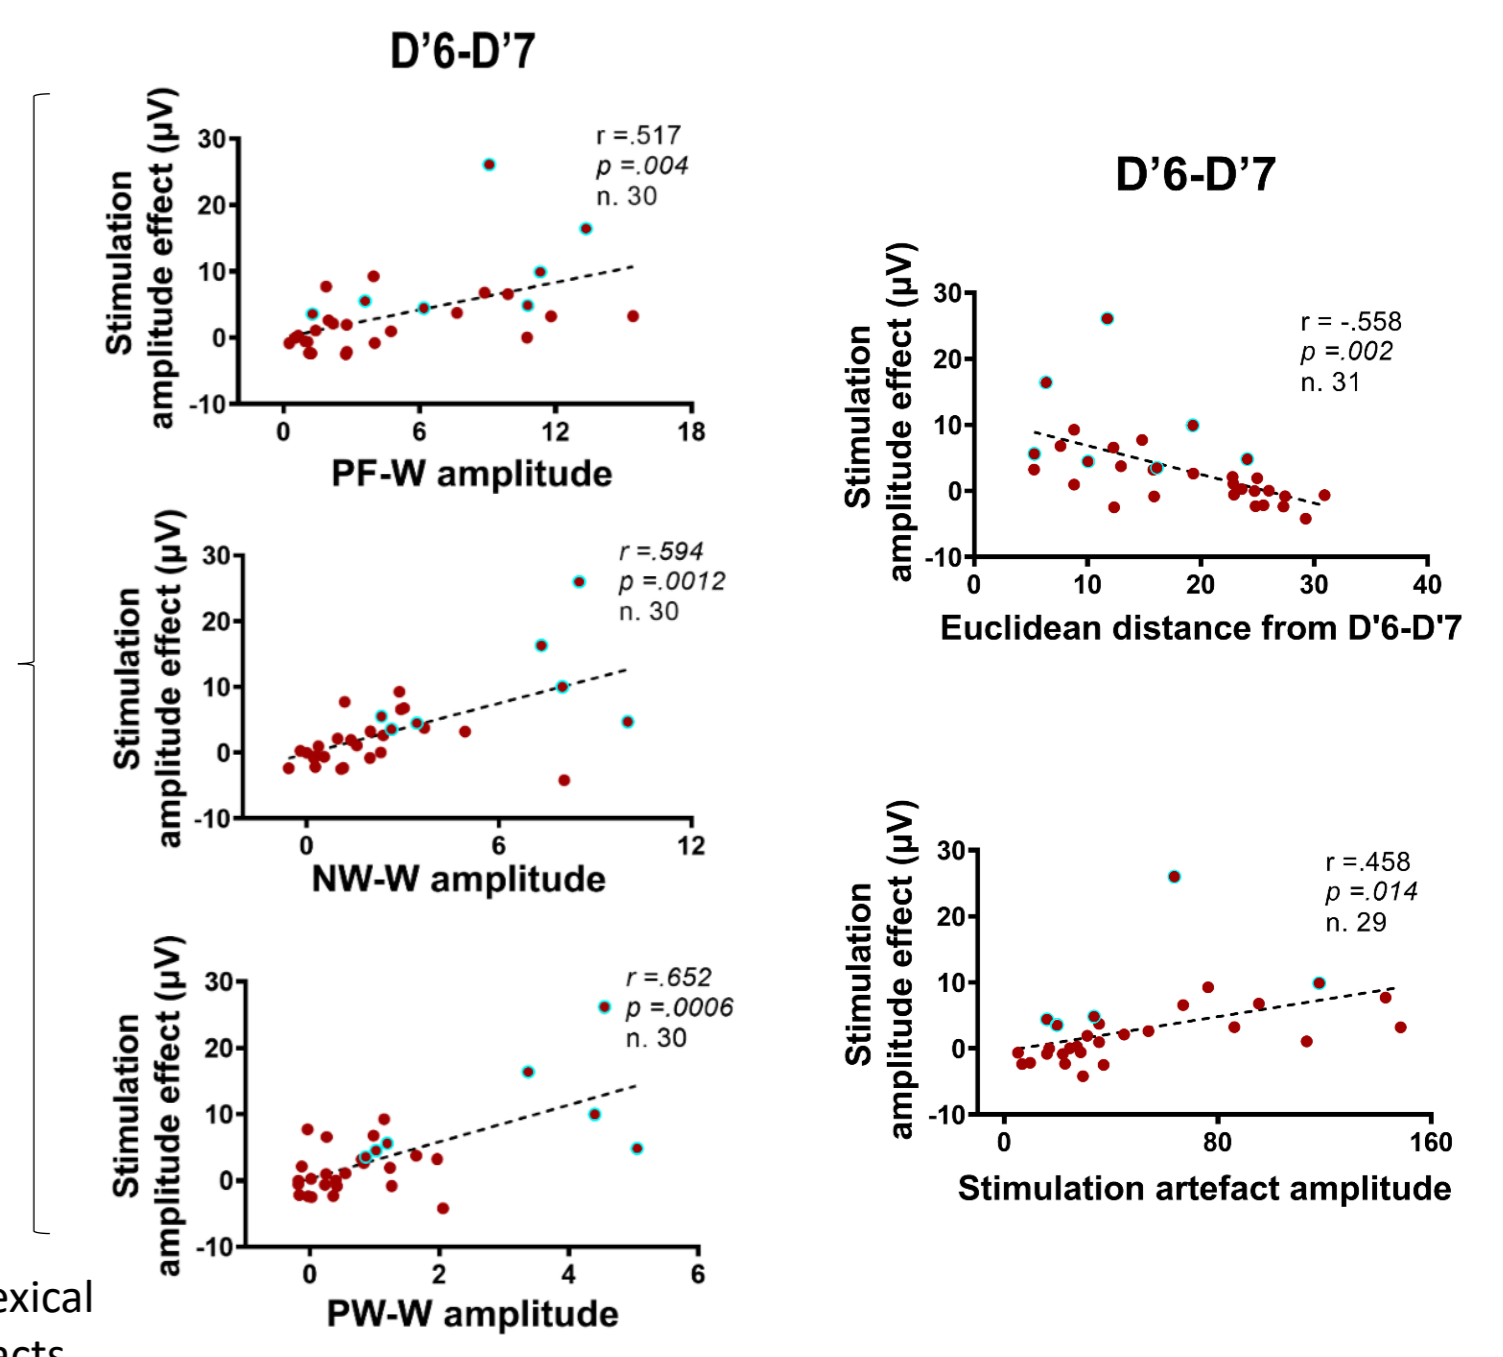 D’6-D’7
Stimulation
amplitude effect (µV)
30
20
10
0
-10
r =.517
p =.004
n. 30
0 6 12 18
PF-W amplitude
Stimulation
amplitude effect (µV)
30
20
10
0
-10
r =.594
p =.0012
n. 30
0 6 12
NW-W amplitude
Stimulation
amplitude effect (µV)
30
20
10
0
-10
r =.652
p =.0006
n. 30
0 2 4 6
PW-W amplitude
D’6-D’7
Stimulation
amplitude effect (µV)
30
20
10
0
-10
r = -.558
p =.002
n. 31
0 10 20 30 40
Euclidean distance from D'6-D'7
Stimulation
amplitude effect (µV)
30
20
10
0
-10
r =.458
p =.014
n. 29
0 80 160
Stimulation artefact amplitude
exical